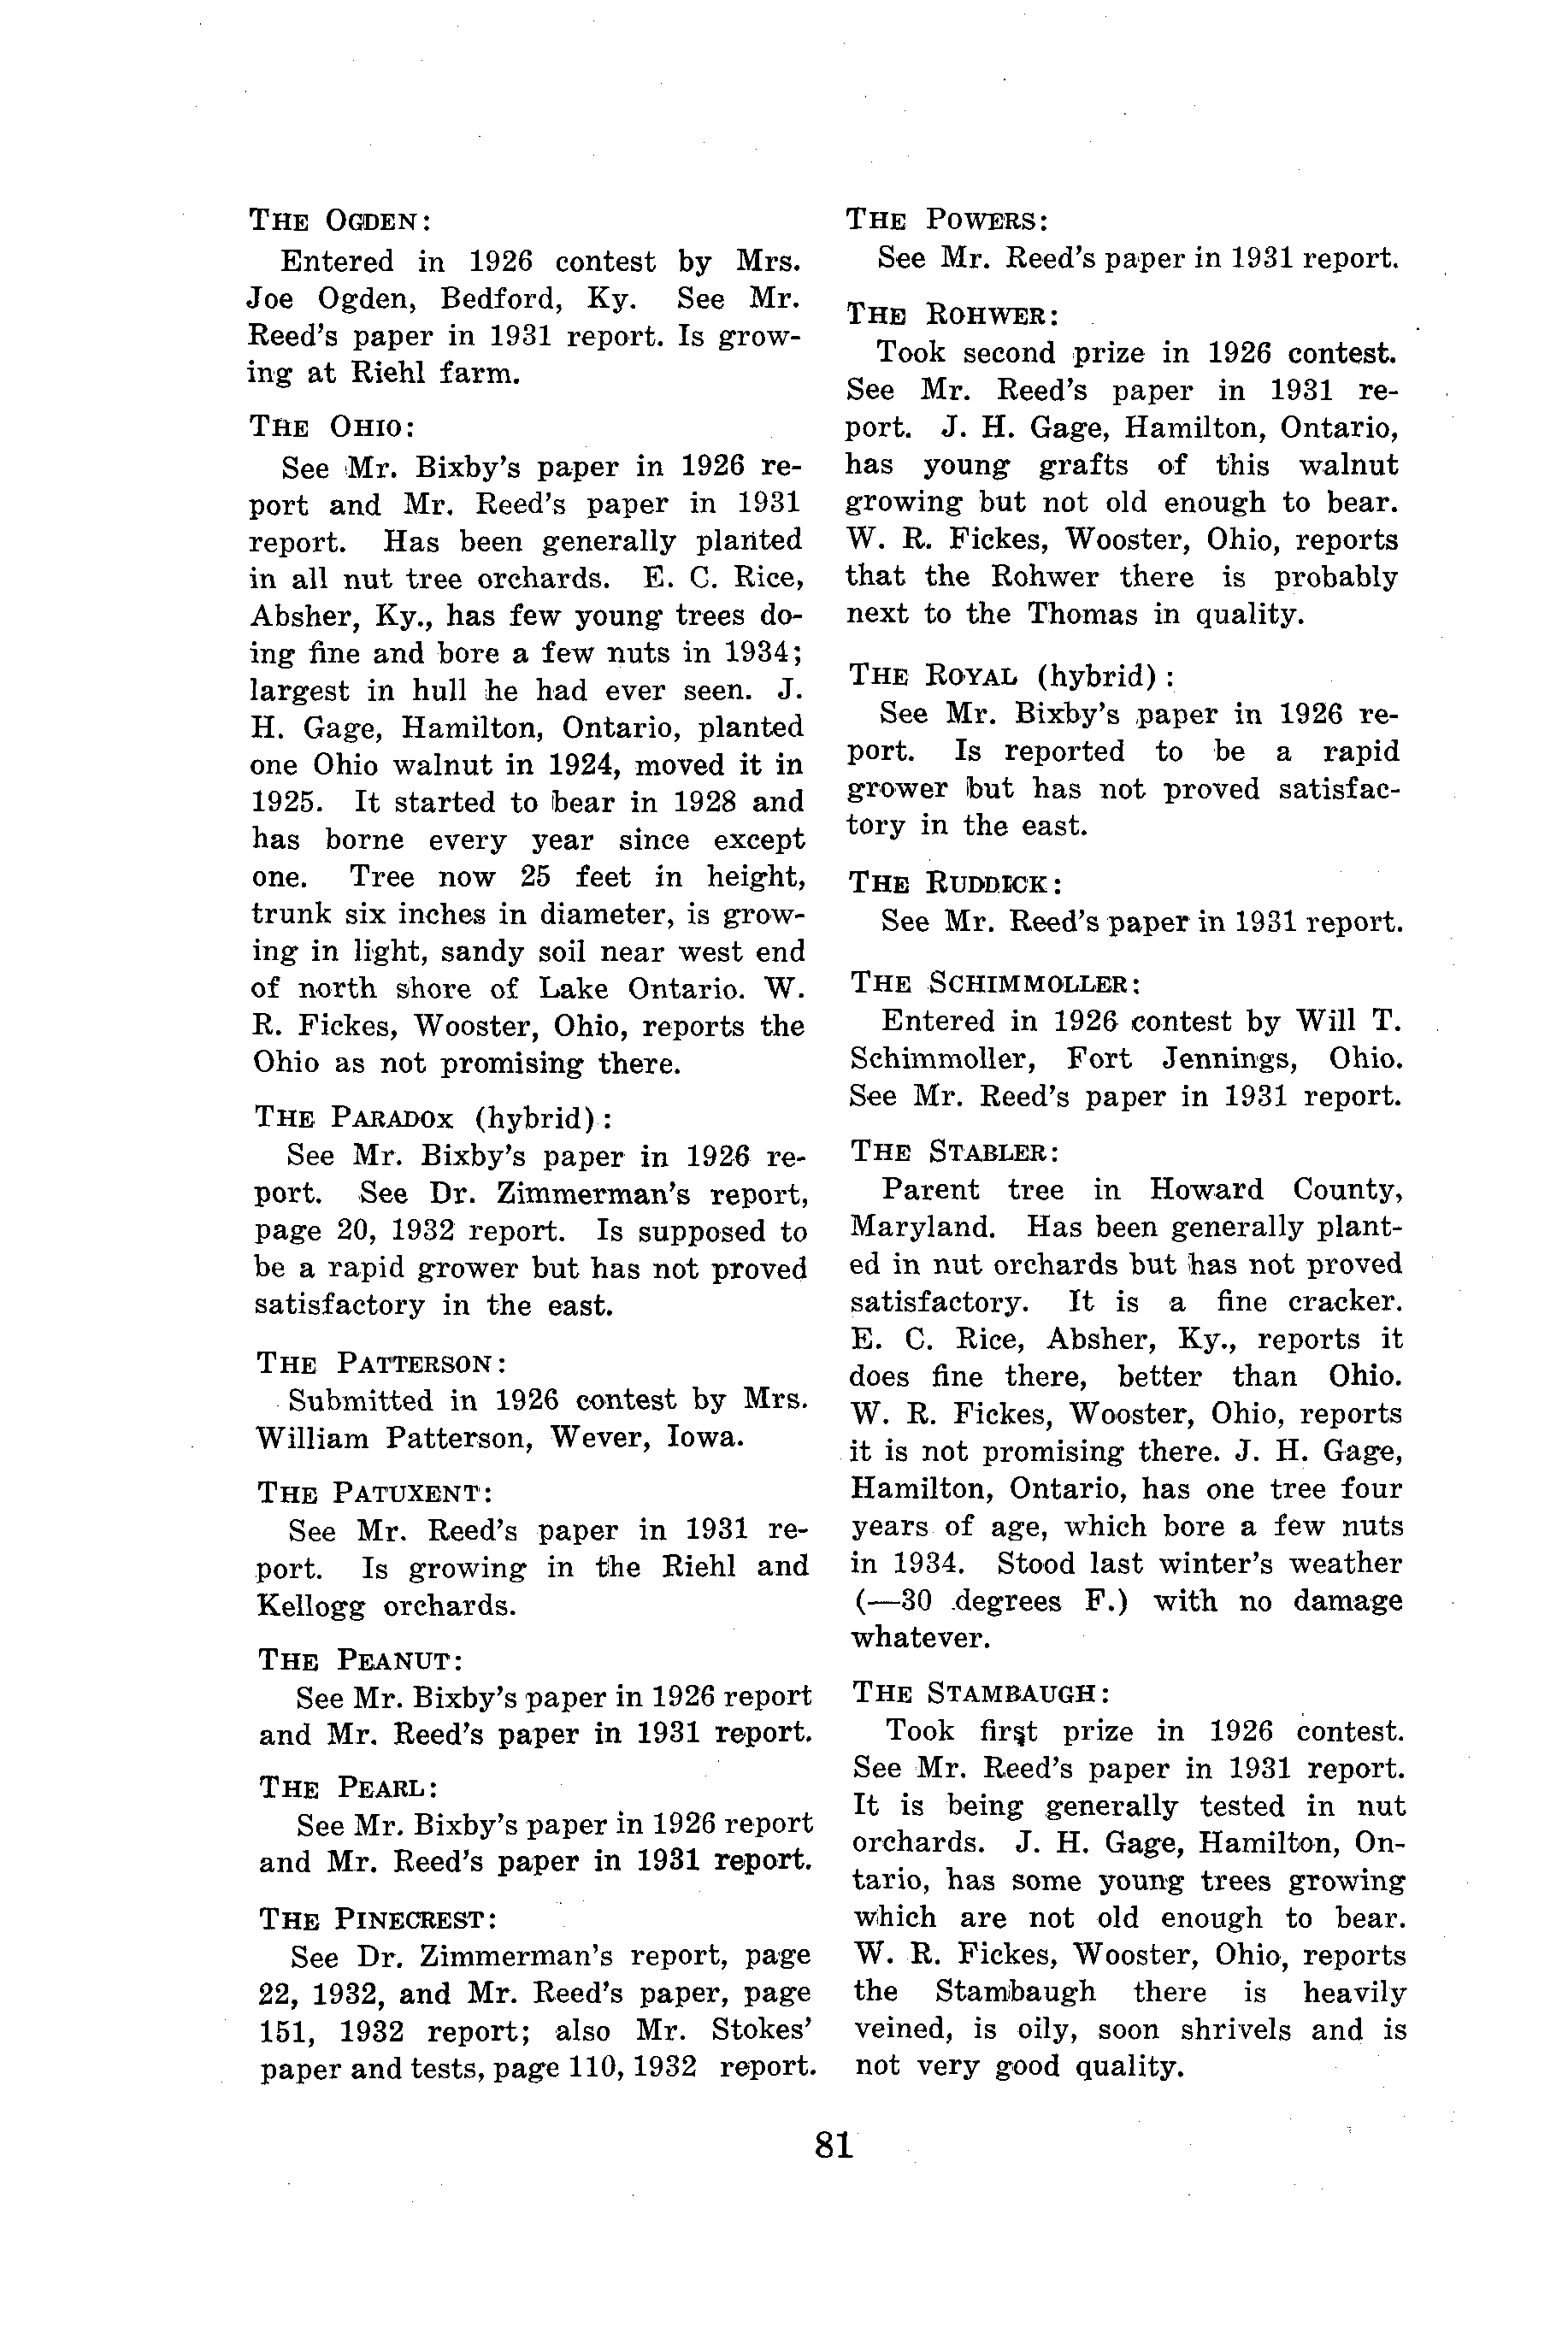 THE OGDEN:
Entered in 1926 contest by Mrs.
Joe Ogden, Bedford, Ky. See Mr.
Reed's paper in 1931 report. Is grow-
ing at Riehl farm.
THE OHIO:
See Mr. Bixby's paper in 1926 re-
port and Mr. Reed's paper in 1931
report. Has been generally planted
in all nut tree orchards. E. C. Rice,
Absher, Ky., has few young trees do-
ing fine and bore a few nuts in 1934;
largest in hull he had ever seen. J.
H. Gage, Hamilton, Ontario, planted
one Ohio walnut in 1924, moved it in
1925. It started to bear in 1928 and
has borne every year since except
one. Tree now 25 feet in height,
trunk six inches in diameter, is grow-
ing in light, sandy soil near west end
of north shore of Lake Ontario. W.
R. Fickes, Wooster, Ohio, reports the
Ohio as not promising there.
THE PARADOX (hybrid):
See Mr. Bixby's paper in 1926 re-
port. See Dr. Zimmerman's report,
page 20, 1932 report. Is supposed to
be a rapid grower but has not proved
satisfactory in the east.
THE PATTERSON:
Submitted in 1926 contest by Mrs.
William Patterson, Wever, Iowa.
THE PATUXENT:
See Mr. Reed's paper in 1931 re-
port. Is growing in the Riehl and
Kellogg orchards.
THE PEANUT:
See Mr. Bixby's paper in 1926 report
and Mr. Reed's paper in 1931 report.
THE PEARL:
See Mr. Bixby's paper in 1926 report
and Mr. Reed's paper in 1931 report.
THE PINECREST:
See Dr. Zimmerman's report, page
22, 1932, and Mr. Reed's paper, page
151, 1932 report; also Mr. Stokes'
paper and tests, page 110, 1932 report.
THE POWERS:
See Mr. Reed's paper in 1931 report.
THE ROHWER:
Took second prize in 1926 contest.
See Mr. Reed's paper in 1931 re-
port. J. H. Gage, Hamilton, Ontario,
has young grafts of this walnut
growing but not old enough to bear.
W. R. Fickes, Wooster, Ohio, reports
that the Rohwer there is probably
next to the Thomas in quality.
THE ROYAL (hybrid):
See Mr. Bixby's paper in 1926 re-
port. Is reported to be a rapid
grower but has not proved satisfac-
tory in the east.
THE RUDDICK:
See Mr. Reed's paper in 1931 report.
THE SCHIMMOLLER:
Entered in 1926 contest by Will T.
Schimmoller, Fort Jennings, Ohio.
See Mr. Reed's paper in 1931 report.
THE STABLER:
Parent tree in Howard County,
Maryland. Has been generally plant-
ed in nut orchards but has not proved
satisfactory. It is a fine cracker.
E. C. Rice, Absher, Ky., reports it
does fine there, better than Ohio.
W. R. Fickes, Wooster, Ohio, reports
it is not promising there. J. H. Gage,
Hamilton, Ontario, has one tree four
years of age, which bore a few nuts
in 1934. Stood last winter's weather
(—30 degrees F.) with no damage
whatever.
THE STAMBAUGH:
Took first prize in 1926 contest.
See Mr. Reed's paper in 1931 report.
It is being generally tested in nut
orchards. J. H. Gage, Hamilton, On-
tario, has some young trees growing
which are not old enough to bear.
W. R. Fickes, Wooster, Ohio, reports
the Stambaugh there is heavily
veined, is oily, soon shrivels and is
not very good quality.
81